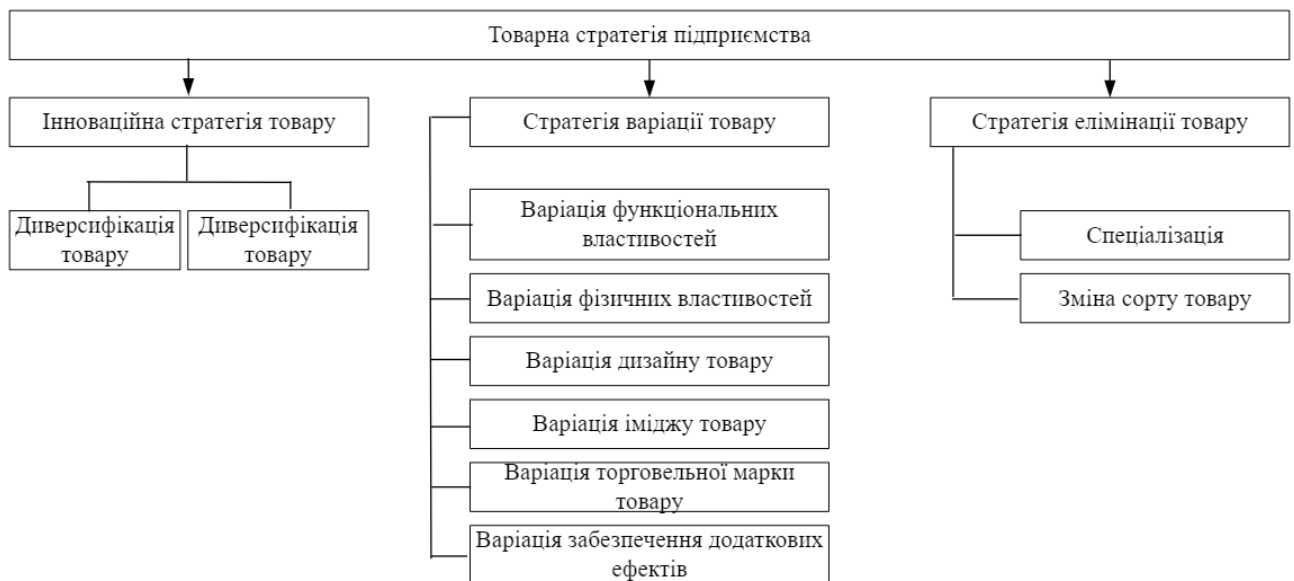 Товарна стратегія підприємства
Інноваційна стратегія товару
Стратегія варіації товару
Стратегія елімінації товару
Диверсифікація
товару
Диверсифікація
товару
Варіація функціональних
властивостей
Варіація фізичних властивостей
Варіація дизайну товару
Варіація іміджу товару
Варіація торговельної марки
товару
Варіація забезпечення додаткових
ефектів
Спеціалізація
Зміна сорту товару